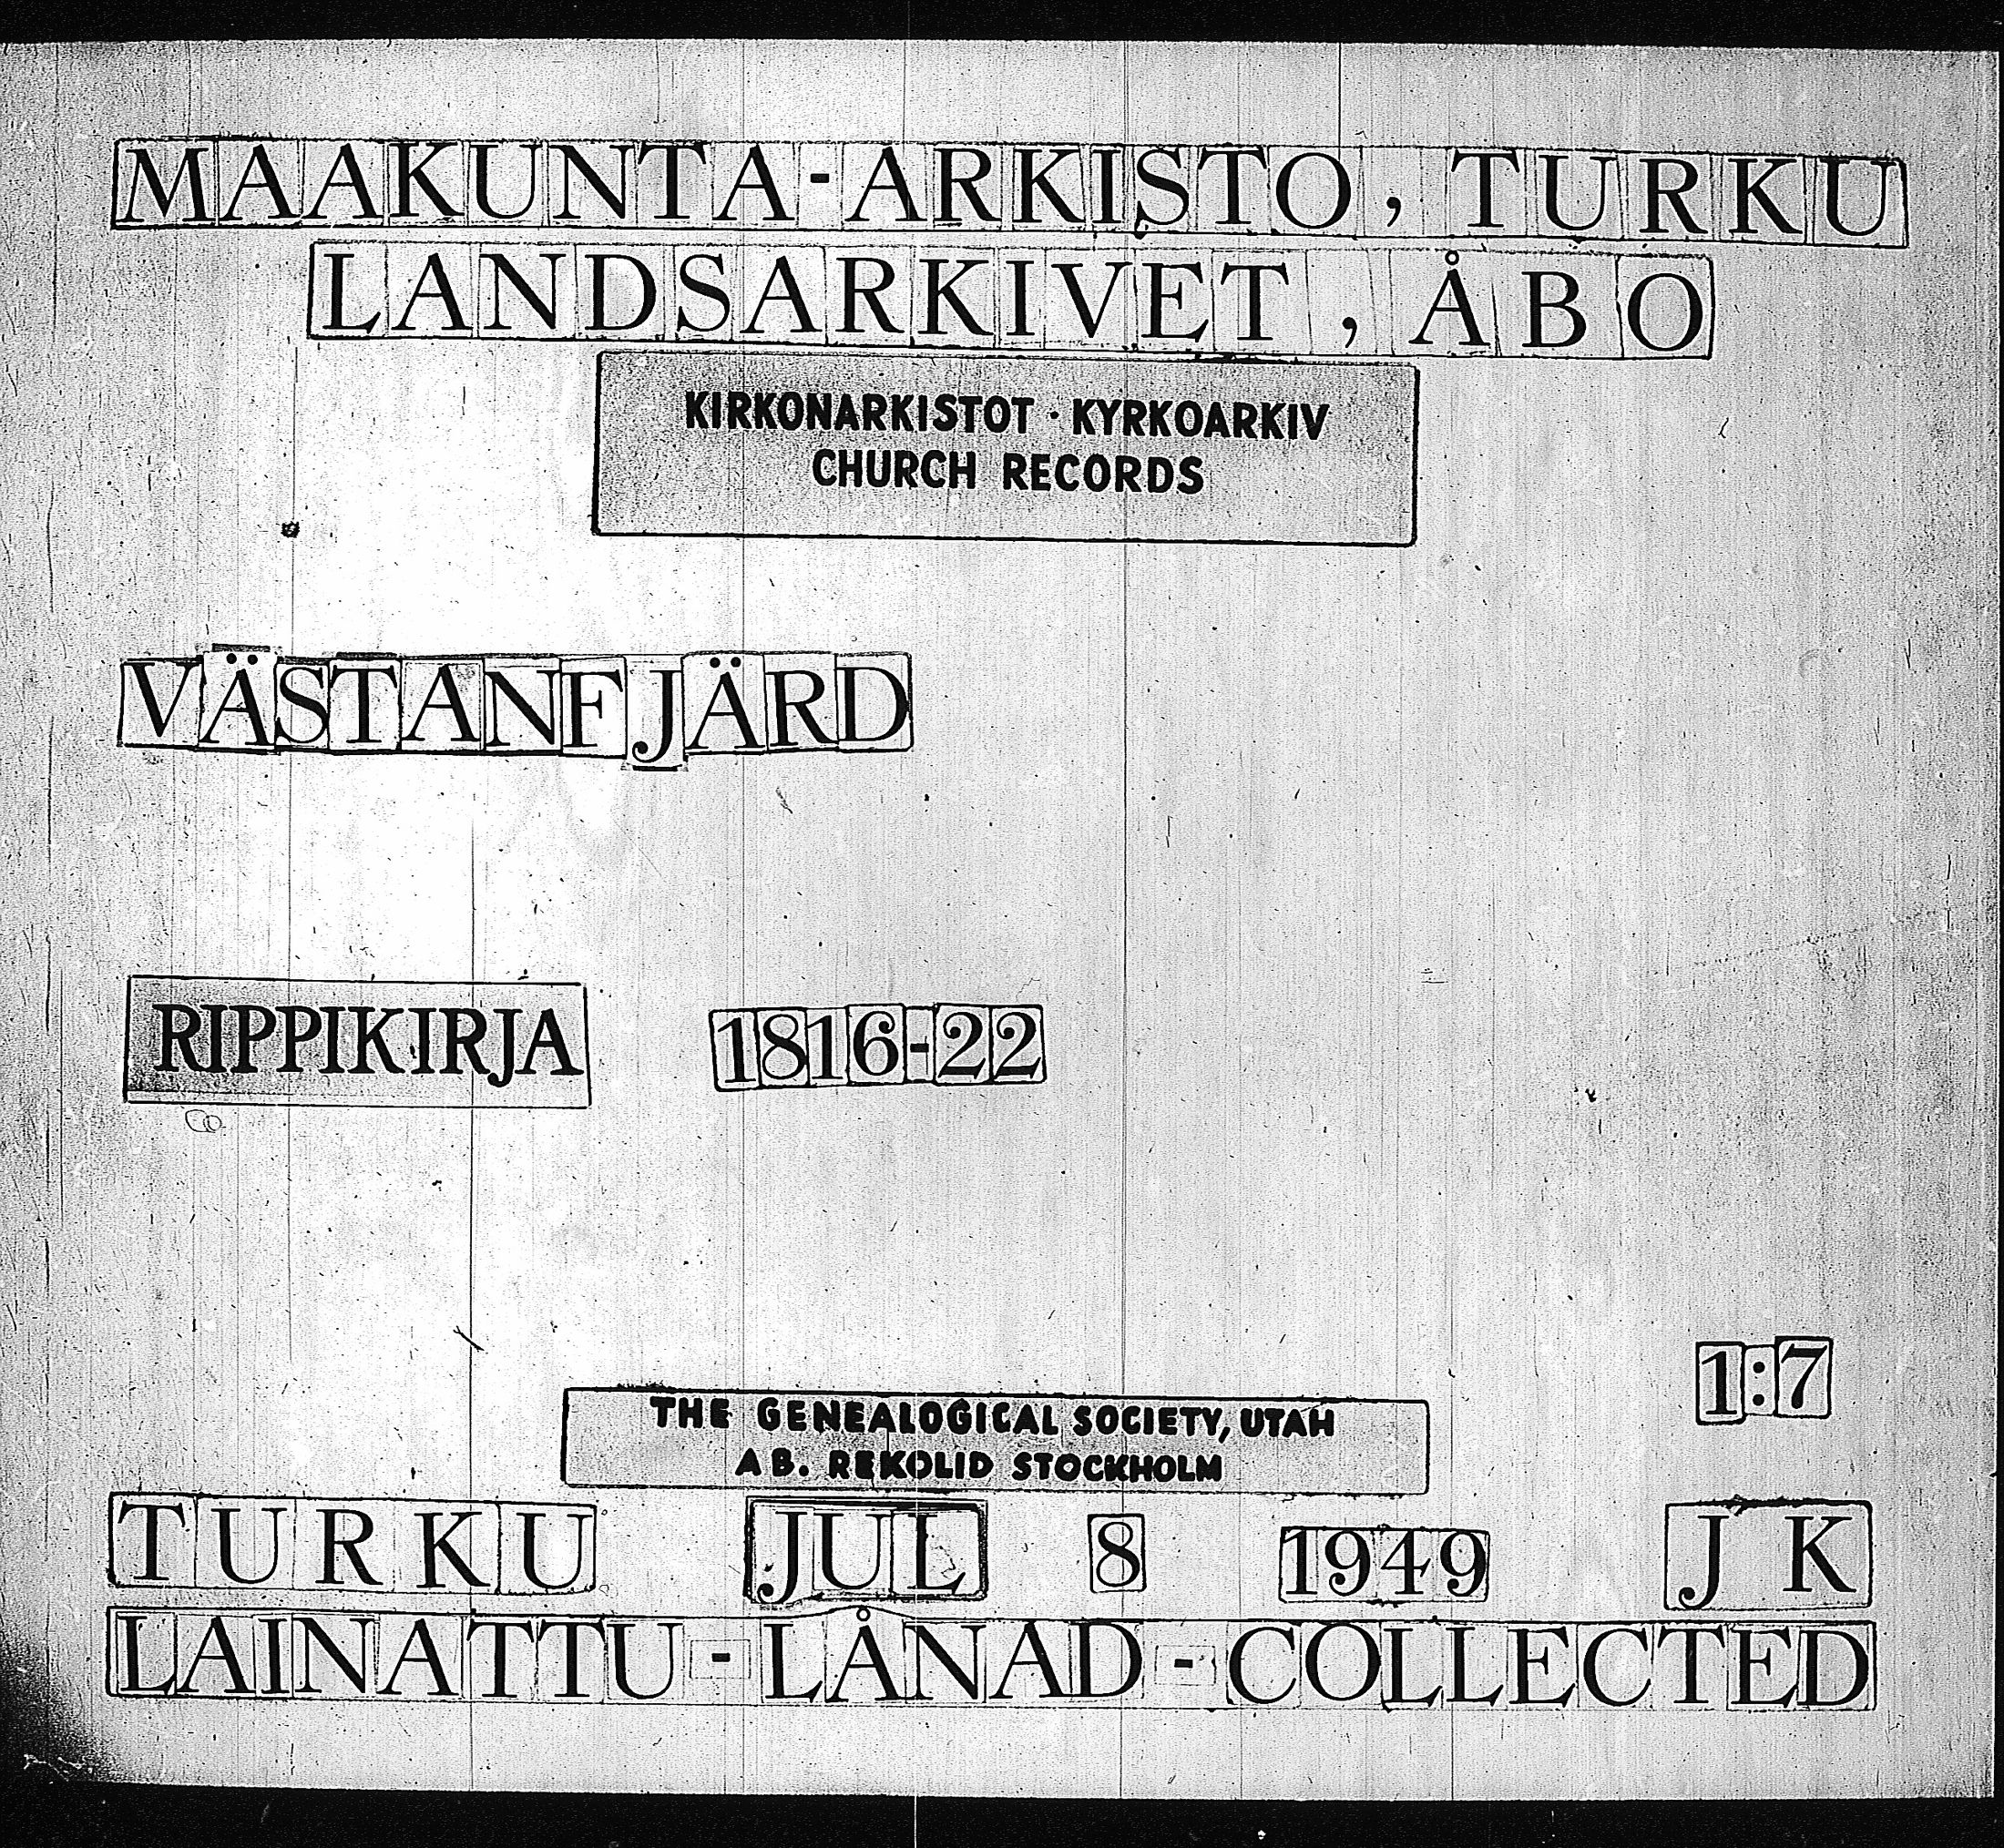 MAAKUNTA-ARKISTO, TURKU
LANDSARKIVET, ÅBO
KIRKONARKISTOT · KYRKOARKIV
CHURCH RECORDS
VÄSTANFJÄRD
RIPPIKIRJA 1816-22
1:7
THE GENEALOGICAL SOCIETY, UTAH
AB. REKOLID STOCKHOLM
TURKU JUL 8 1949 J K
LAINATTU - LÅNAD - COLLECTED